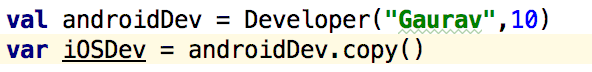 val androidDev = Developer("Gaurav",10)
var iOSDev = androidDev.copy()